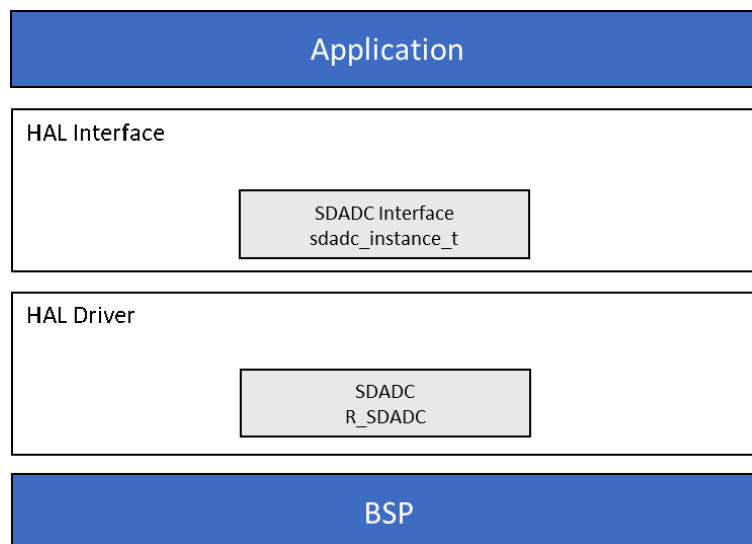 Application
HAL Interface
SDADC Interface
sdadc_instance_t
HAL Driver
SDADC
R_SDADC
BSP